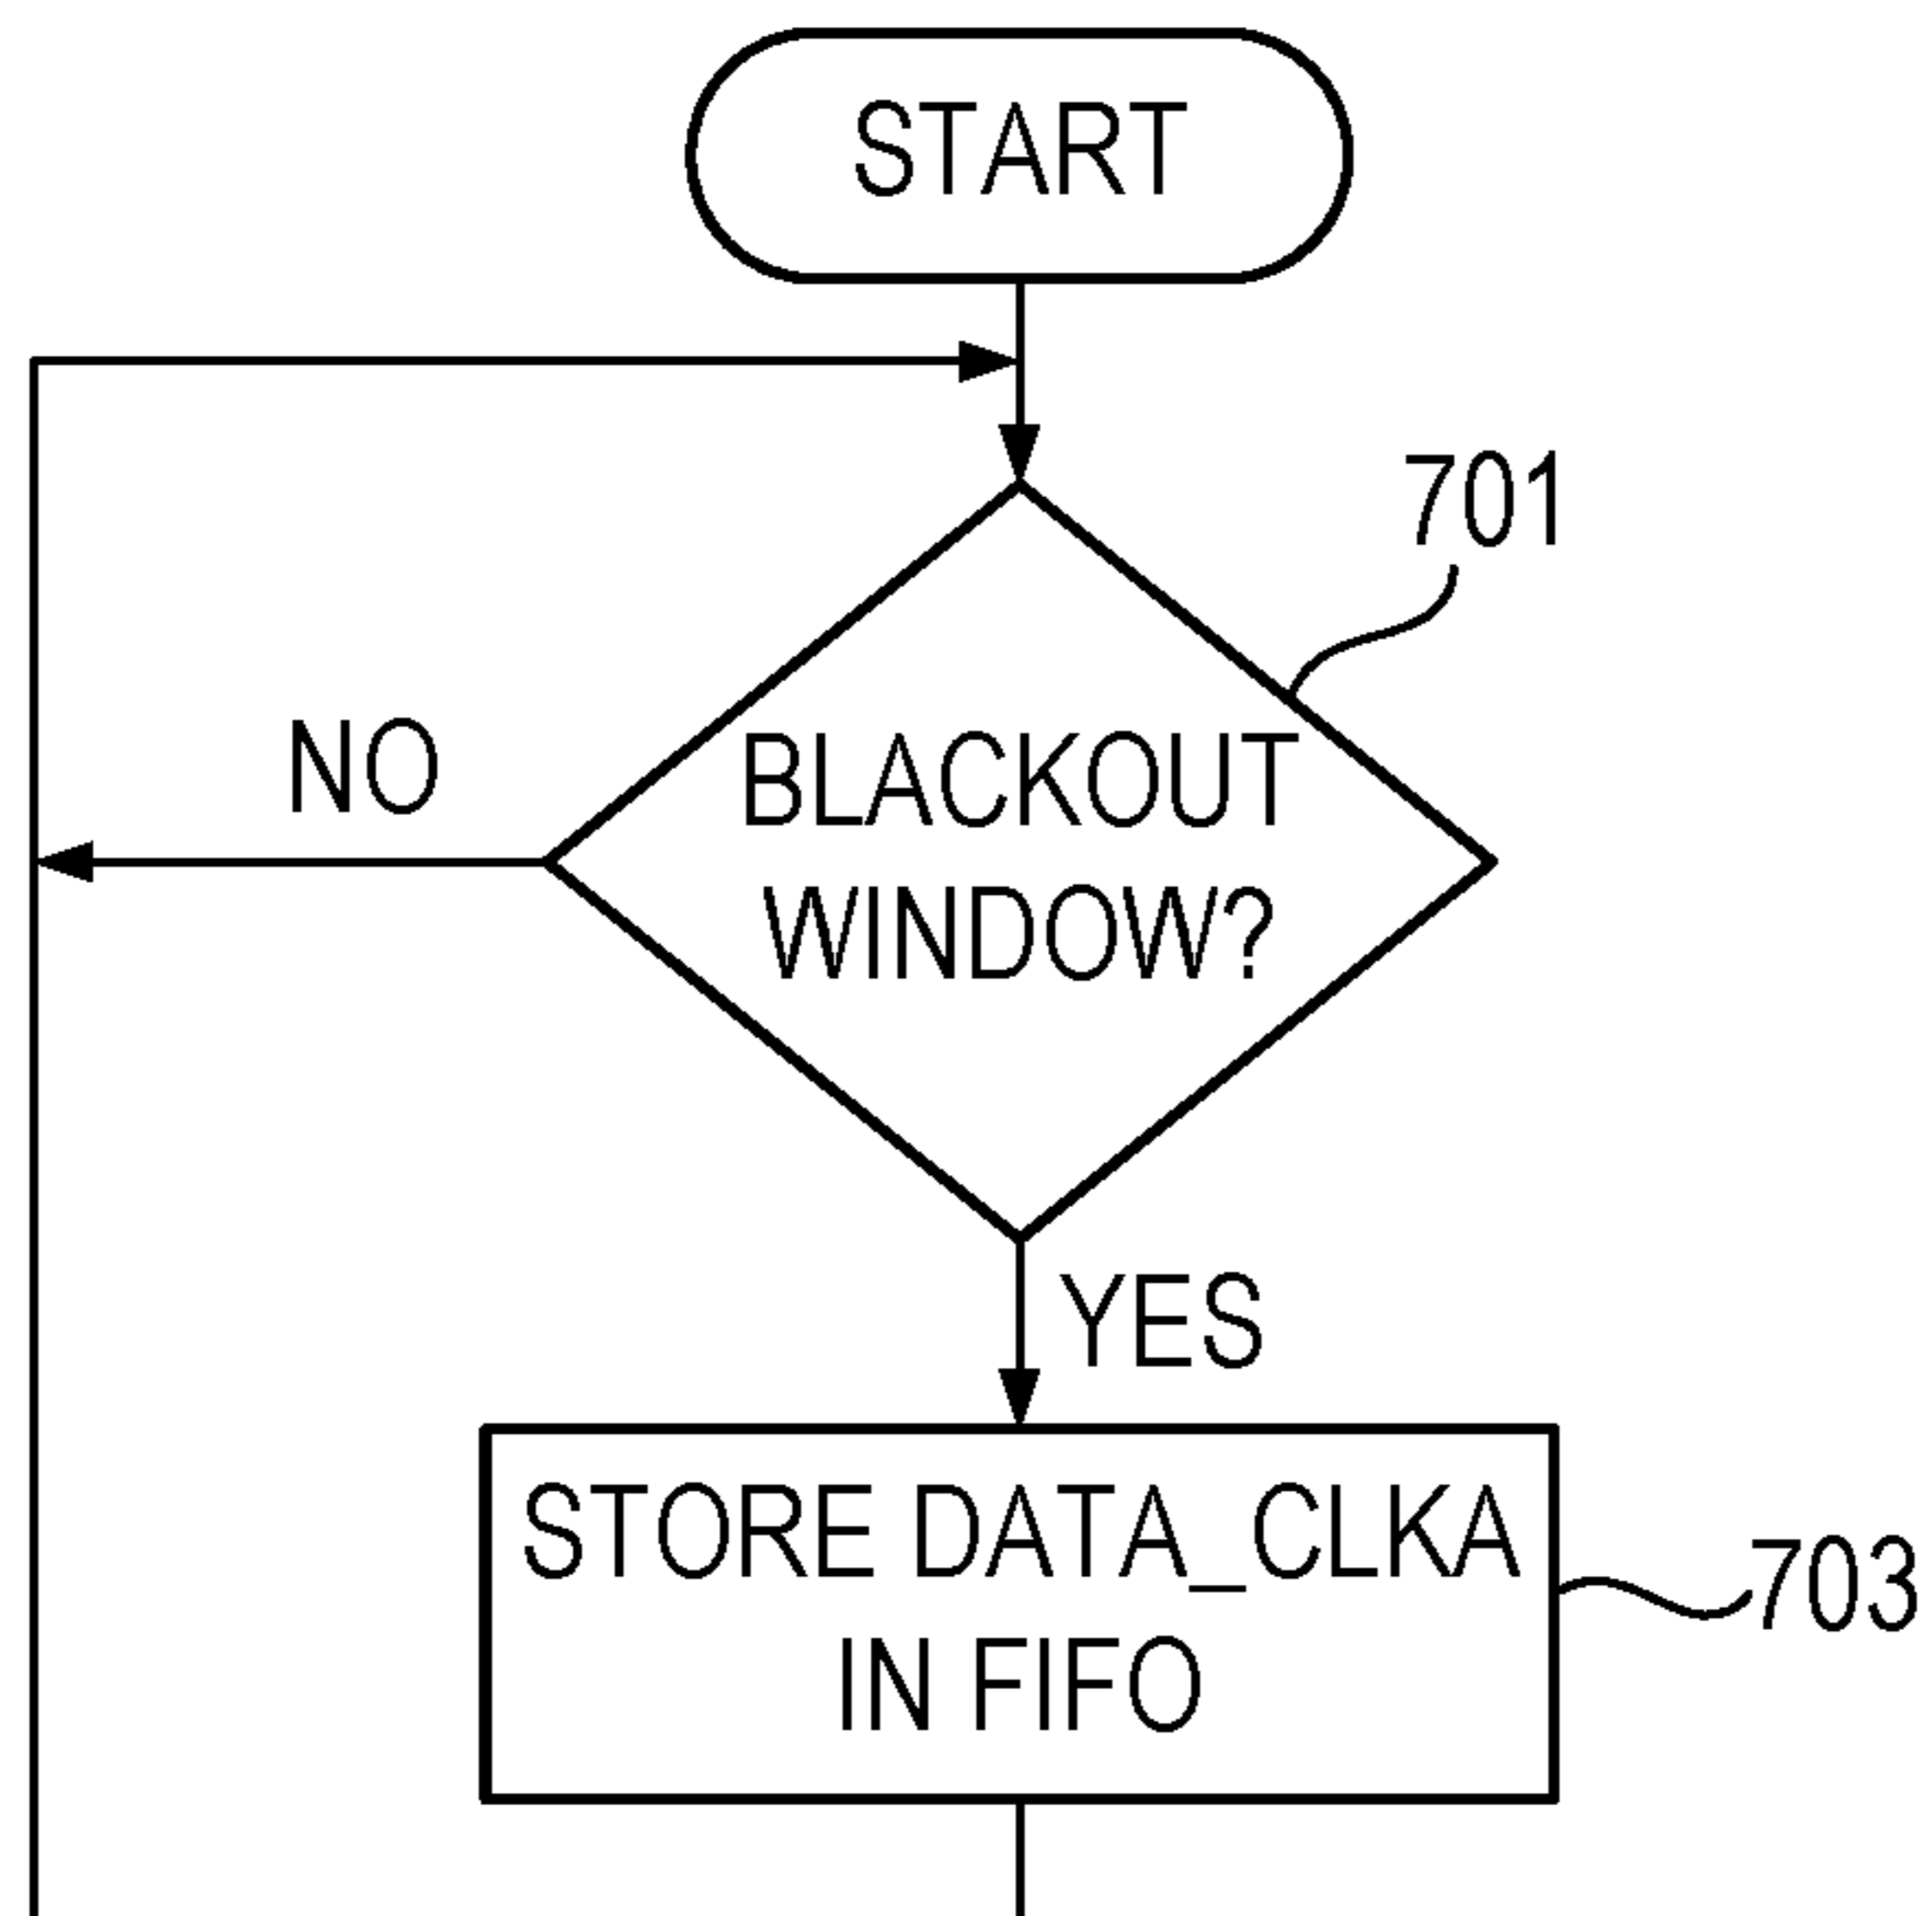 START
701
NO
BLACKOUT
WINDOW?
YES
STORE DATA_CLKA
IN FIFO
703